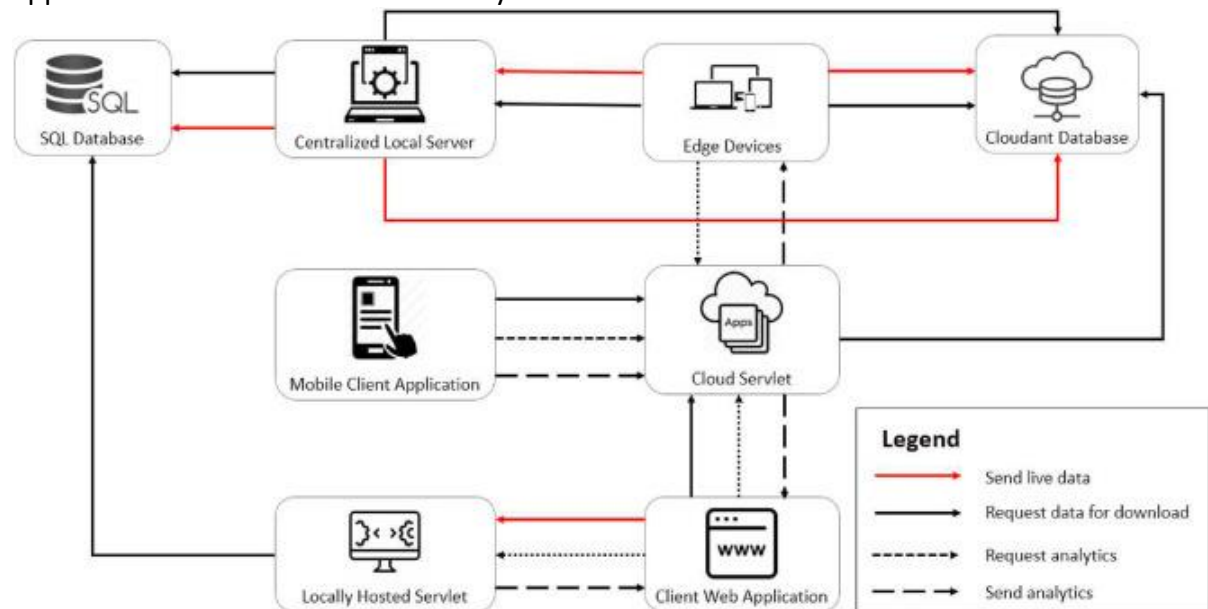 SQL
SQL Database
Centralized Local Server
Edge Devices
Cloudant Database
Mobile Client Application
Apps
Cloud Servlet
Legend
Send live data
Request data for download
Request analytics
Send analytics
Locally Hosted Servlet
WWW
Client Web Application